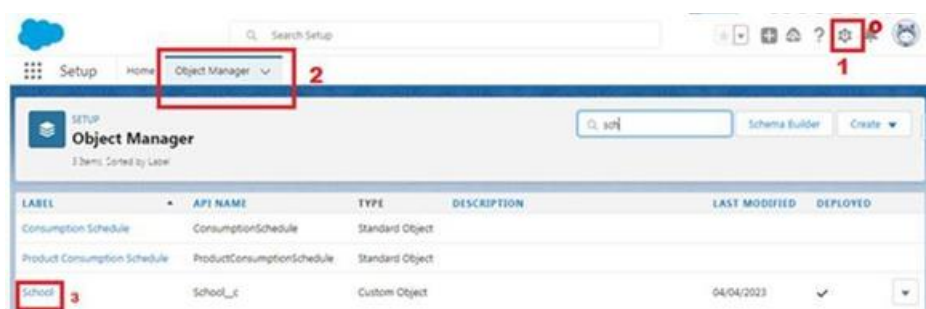 Search Setup
1
Setup Home Object Manager 2
SETUP
Object Manager
3 Items, Sorted by Label
sch
Schema Builder Create
LABEL API NAME TYPE DESCRIPTION LAST MODIFIED DEPLOYED
Consumption Schedule ConsumptionSchedule Standard Object
Product Consumption Schedule ProductConsumptionSchedule Standard Object
School 3 School__c Custom Object 04/04/2023